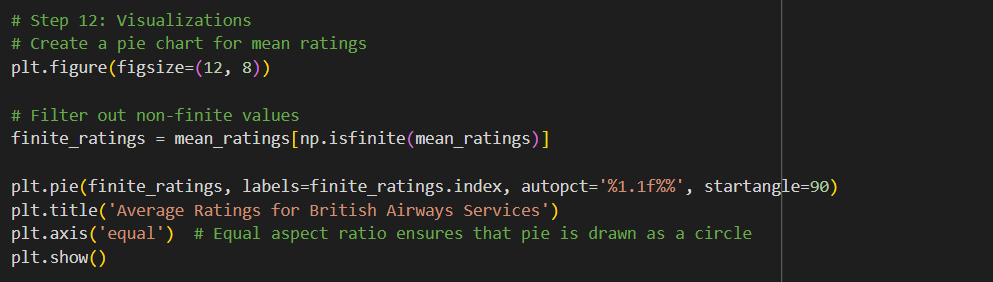 # Step 12: Visualizations
# Create a pie chart for mean ratings
plt.figure(figsize=(12, 8))
# Filter out non-finite values
finite_ratings = mean_ratings[np.isfinite(mean_ratings)]
plt.pie(finite_ratings, labels=finite_ratings.index, autopct='%1.1f%%', startangle=90)
plt.title('Average Ratings for British Airways Services')
plt.axis('equal')  # Equal aspect ratio ensures that pie is drawn as a circle
plt.show()